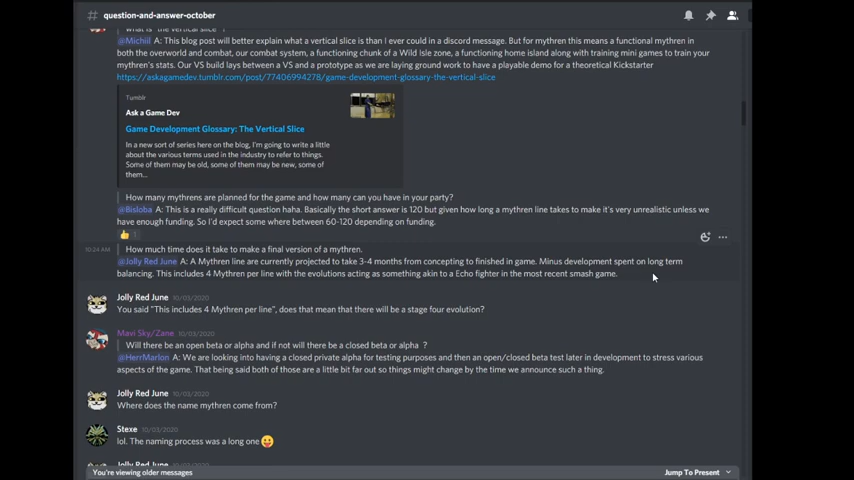 # question-and-answer-october
what is the vertical slice ?
@Michiil A: This blog post will better explain what a vertical slice is than I ever could in a discord message. But for mythren this means a functional mythren in
both the overworld and combat, our combat system, a functioning chunk of a Wild Isle zone, a functioning home island along with training mini games to train your
mythren's stats. Our VS build lays between a VS and a prototype as we are laying ground work to have a playable demo for a theoretical Kickstarter
https://askagamedev.tumblr.com/post/77406994278/game-development-glossary-the-vertical-slice
Tumblr
Ask a Game Dev
Game Development Glossary: The Vertical Slice
In a new sort of series here on the blog, I'm going to write a little
about the various terms used in the industry to refer to things.
Some of them may be old, some of them may be new, some of
them...
How many mythrens are planned for the game and how many can you have in your party?
@Bisloba A: This is a really difficult question haha. Basically the short answer is 120 but given how long a mythren line takes to make it's very unrealistic unless we
have enough funding. So I'd expect some where between 60-120 depending on funding.
1
How much time does it take to make a final version of a mythren.
10:24 AM @Jolly Red June A: A Mythren line are currently projected to take 3-4 months from concepting to finished in game. Minus development spent on long term
balancing. This includes 4 Mythren per line with the evolutions acting as something akin to a Echo fighter in the most recent smash game.
Jolly Red June 10/03/2020
You said "This includes 4 Mythren per line", does that mean that there will be a stage four evolution?
Mavi Sky/Zane 10/03/2020
Will there be an open beta or alpha and if not will there be a closed beta or alpha ?
@HerrMarlon A: We are looking into having a closed private alpha for testing purposes and then an open/closed beta test later in development to stress various
aspects of the game. That being said both of those are a little bit far out so things might change by the time we announce such a thing.
Jolly Red June 10/03/2020
Where does the name mythren come from?
Stexe 10/03/2020
lol. The naming process was a long one
Jolly Red June 10/03/2020
You're viewing older messages
Jump To Present